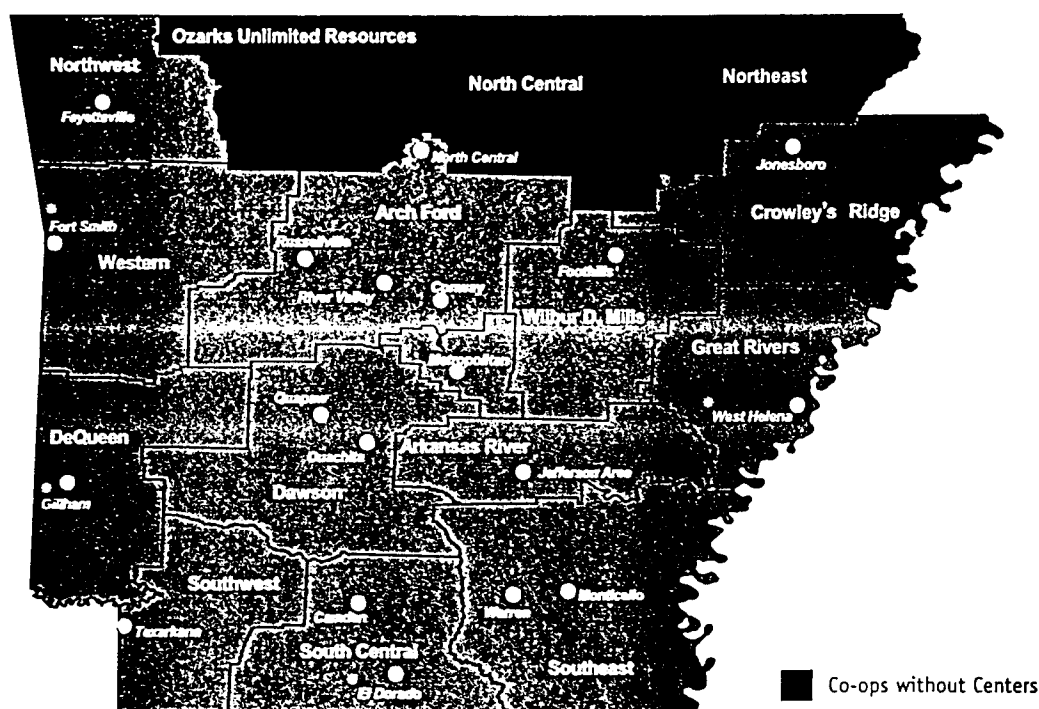 Ozarks Unlimited Resources
Northwest
Fayetteville
North Central
Northeast
North Central
Jonesboro
Crowley's Ridge
Arch Ford
Fort Smith
Western
Russellville
River Valley
Conway
Foothills
Wilbur D. Mills
Metropolitan
Great Rivers
Quapaw
West Helena
DeQueen
Ouachita
Arkansas River
Jefferson Area
Dawson
Gillham
Southwest
Texarkana
Camden
Warren
Monticello
South Central
Southeast
El Dorado
Co-ops without Centers